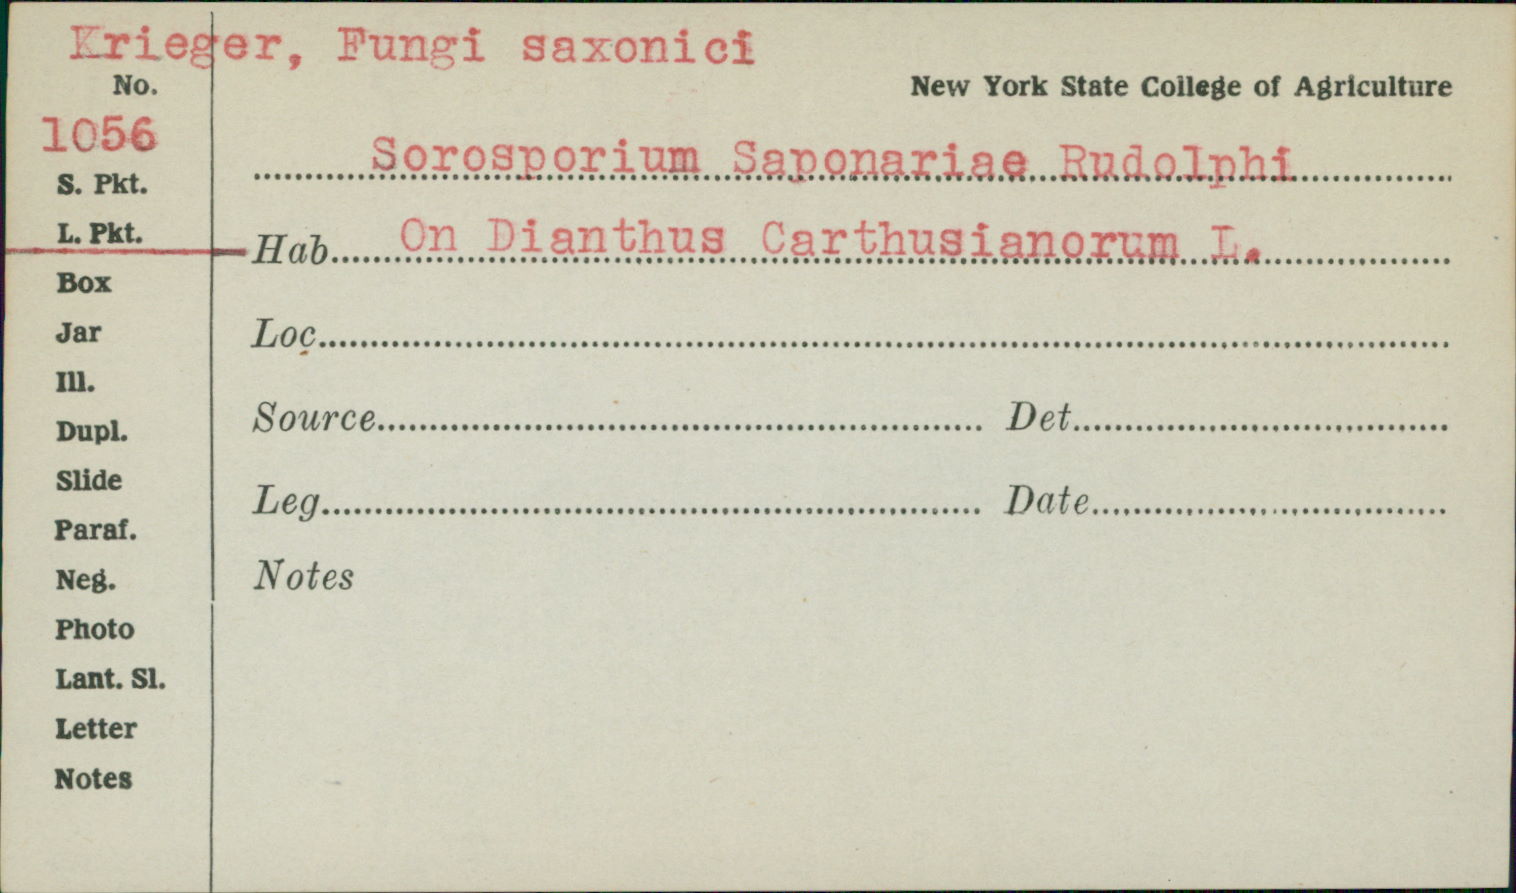 Krieger, Fungi saxonici
No.
New York State College of Agriculture
1056
Sorosporium Saponariae Rudolphi
S. Pkt.
L. Pkt.
Hab. On Dianthus Carthusianorum L.
Box
Jar
Loc.
Ill.
Dupl.
Source Det.
Slide
Leg. Date
Paraf.
Neg.
Notes
Photo
Lant. Sl.
Letter
Notes